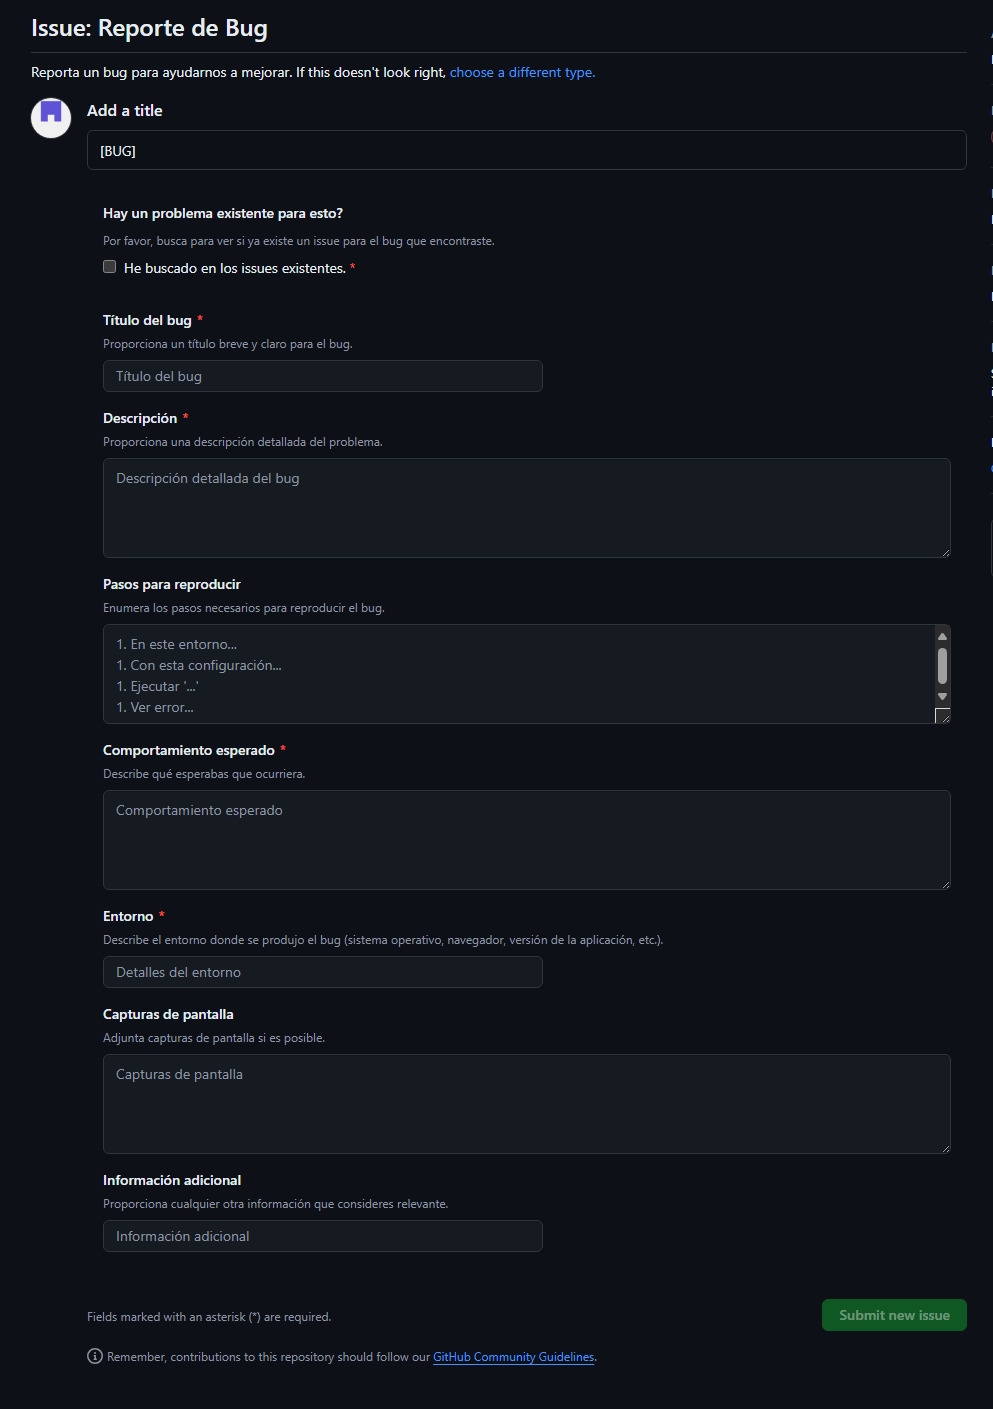 Issue: Reporte de Bug
Reporta un bug para ayudarnos a mejorar. If this doesn't look right, choose a different type.
Add a title
[BUG]
Hay un problema existente para esto?
Por favor, busca para ver si ya existe un issue para el bug que encontraste.
He buscado en los issues existentes. *
Título del bug *
Proporciona un título breve y claro para el bug.
Título del bug
Descripción *
Proporciona una descripción detallada del problema.
Descripción detallada del bug
Pasos para reproducir
Enumera los pasos necesarios para reproducir el bug.
1. En este entorno...
1. Con esta configuración...
1. Ejecutar '...'
1. Ver error...
Comportamiento esperado *
Describe qué esperabas que ocurriera.
Comportamiento esperado
Entorno *
Describe el entorno donde se produjo el bug (sistema operativo, navegador, versión de la aplicación, etc.).
Detalles del entorno
Capturas de pantalla
Adjunta capturas de pantalla si es posible.
Capturas de pantalla
Información adicional
Proporciona cualquier otra información que consideres relevante.
Información adicional
Fields marked with an asterisk (*) are required.
Submit new issue
Remember, contributions to this repository should follow our GitHub Community Guidelines.